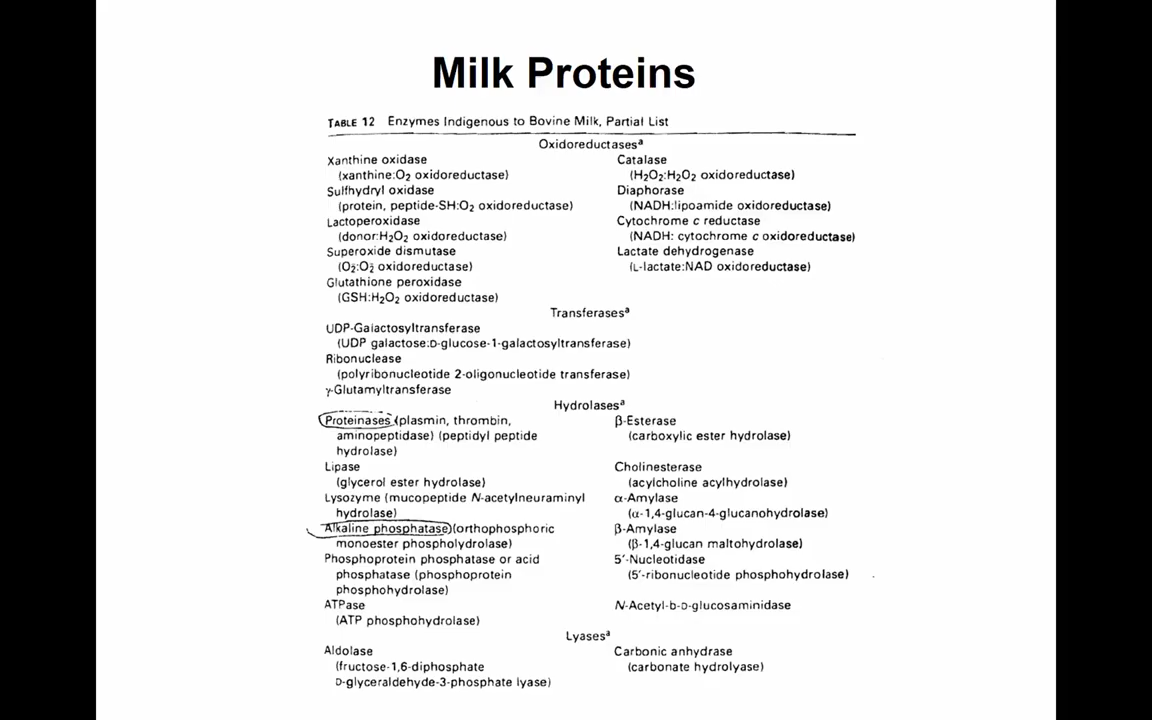 Milk Proteins
TABLE 12 Enzymes Indigenous to Bovine Milk, Partial List
Oxidoreductasesª
Xanthine oxidase
(xanthine:O₂ oxidoreductase)
Sulfhydryl oxidase
(protein, peptide-SH:O₂ oxidoreductase)
Lactoperoxidase
(donor:H₂O₂ oxidoreductase)
Superoxide dismutase
(O₂⁻:O₂⁻ oxidoreductase)
Glutathione peroxidase
(GSH:H₂O₂ oxidoreductase)
Catalase
(H₂O₂:H₂O₂ oxidoreductase)
Diaphorase
(NADH:lipoamide oxidoreductase)
Cytochrome c reductase
(NADH: cytochrome c oxidoreductase)
Lactate dehydrogenase
(L-lactate:NAD oxidoreductase)
Transferasesª
UDP-Galactosyltransferase
(UDP galactose:D-glucose-1-galactosyltransferase)
Ribonuclease
(polyribonucleotide 2-oligonucleotide transferase)
γ-Glutamyltransferase
Hydrolasesª
Proteinases (plasmin, thrombin,
aminopeptidase) (peptidyl peptide
hydrolase)
Lipase
(glycerol ester hydrolase)
Lysozyme (mucopeptide N-acetylneuraminyl
hydrolase)
Alkaline phosphatase (orthophosphoric
monoester phospholydrolase)
Phosphoprotein phosphatase or acid
phosphatase (phosphoprotein
phosphohydrolase)
ATPase
(ATP phosphohydrolase)
β-Esterase
(carboxylic ester hydrolase)
Cholinesterase
(acylcholine acylhydrolase)
α-Amylase
(α-1,4-glucan-4-glucanohydrolase)
β-Amylase
(β-1,4-glucan maltohydrolase)
5′-Nucleotidase
(5′-ribonucleotide phosphohydrolase)
N-Acetyl-b-D-glucosaminidase
Lyasesª
Aldolase
(fructose-1,6-diphosphate
D-glyceraldehyde-3-phosphate lyase)
Carbonic anhydrase
(carbonate hydrolyase)